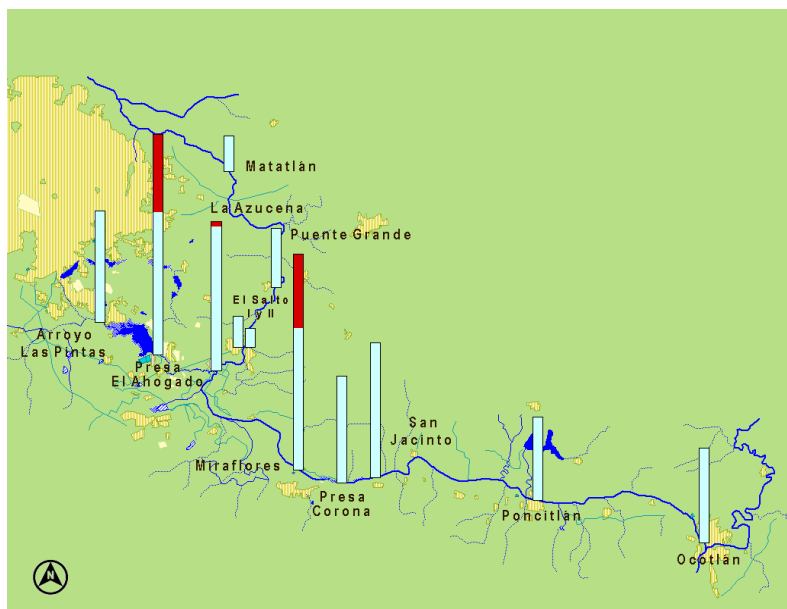 Matatlán
La Azucena
Puente Grande
El Salto
I y II
Arroyo
Las Pintas
Presa
El Ahogado
San
Jacinto
Miraflores
Presa
Corona
Poncitlán
Ocotlán
N